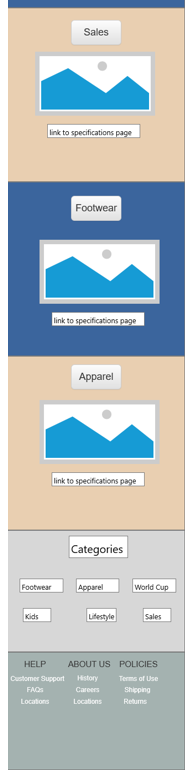 Sales
link to specifications page
Footwear
link to specifications page
Apparel
link to specifications page
Categories
Footwear Apparel World Cup
Kids Lifestyle Sales
HELP ABOUT US POLICIES
Customer Support History Terms of Use
FAQs Careers Shipping
Locations Locations Returns